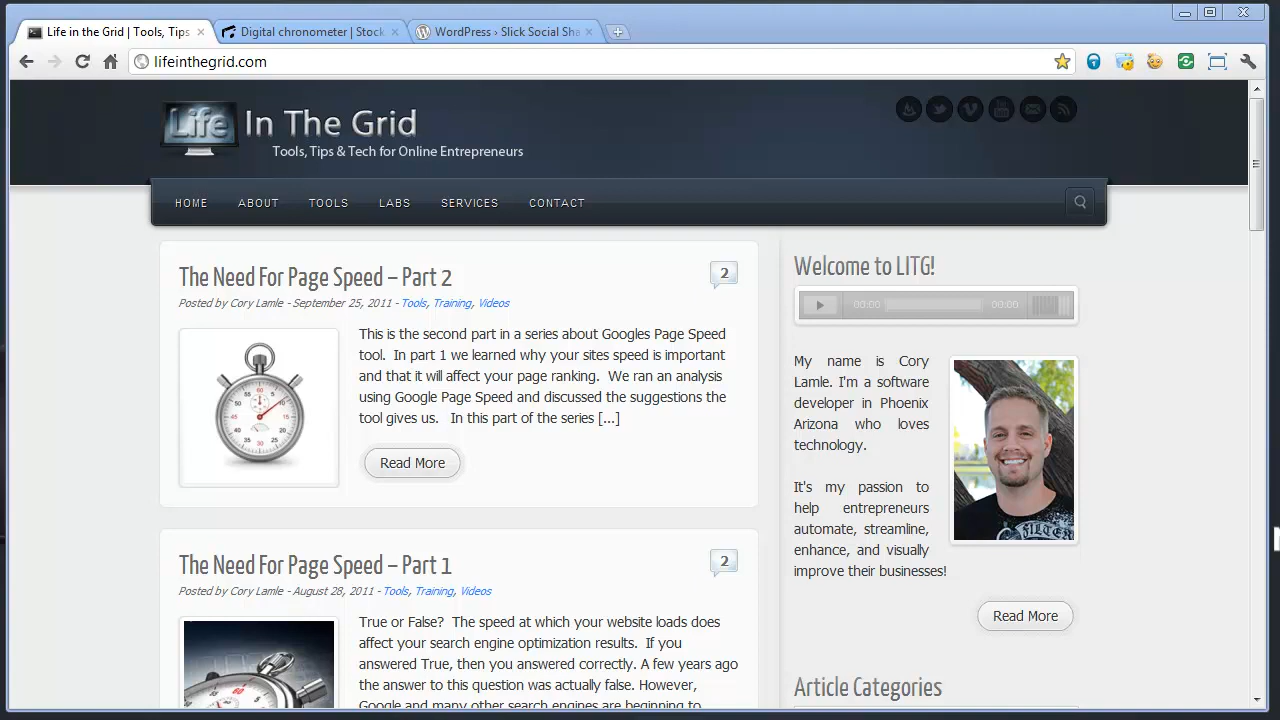 Life in the Grid | Tools, Tips
Digital chronometer | Stock
WordPress › Slick Social Sha
lifeinthegrid.com
Life In The Grid
Tools, Tips & Tech for Online Entrepreneurs
HOME ABOUT TOOLS LABS SERVICES CONTACT
The Need For Page Speed – Part 2
2
Posted by Cory Lamle - September 25, 2011 - Tools, Training, Videos
This is the second part in a series about Googles Page Speed
tool. In part 1 we learned why your sites speed is important
and that it will affect your page ranking. We ran an analysis
using Google Page Speed and discussed the suggestions the
tool gives us. In this part of the series [...]
Read More
The Need For Page Speed – Part 1
2
Posted by Cory Lamle - August 28, 2011 - Tools, Training, Videos
True or False? The speed at which your website loads does
affect your search engine optimization results. If you
answered True, then you answered correctly. A few years ago
the answer to this question was actually false. However,
Google and many other search engines are beginning to
Welcome to LITG!
00:00 00:00
My name is Cory
Lamle. I'm a software
developer in Phoenix
Arizona who loves
technology.
It's my passion to
help entrepreneurs
automate, streamline,
enhance, and visually
improve their businesses!
Read More
Article Categories